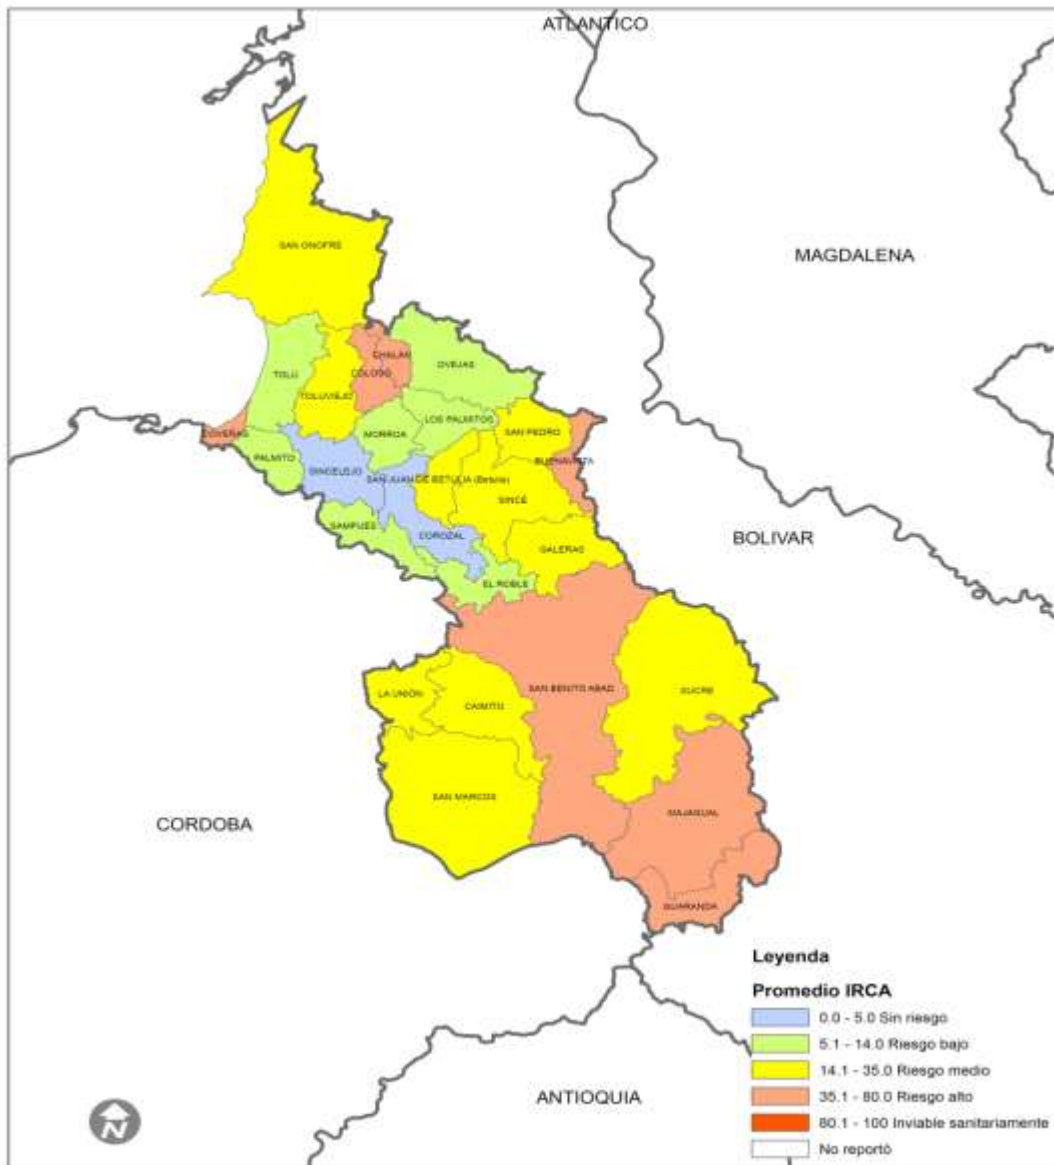 ATLANTICO
SAN ONOFRE
MAGDALENA
CHALAN
OVEJAS
COLOSO
TOLU
TOLUVIEJO
LOS PALMITOS
SAN PEDRO
COVEÑAS
MORROA
PALMITO
BUENAVISTA
SINCELEJO
SAN JUAN DE BETULIA (Betulia)
SINCÉ
SAMPUES
COROZAL
BOLIVAR
GALERAS
EL ROBLE
LA UNIÓN
SAN BENITO ABAD
SUCRE
CAIMITO
SAN MARCOS
MAJAGUAL
CORDOBA
GUARANDA
Leyenda
Promedio IRCA
0.0 - 5.0 Sin riesgo
5.1 - 14.0 Riesgo bajo
14.1 - 35.0 Riesgo medio
35.1 - 80.0 Riesgo alto
80.1 - 100 Inviable sanitariamente
No reportó
ANTIOQUIA
N